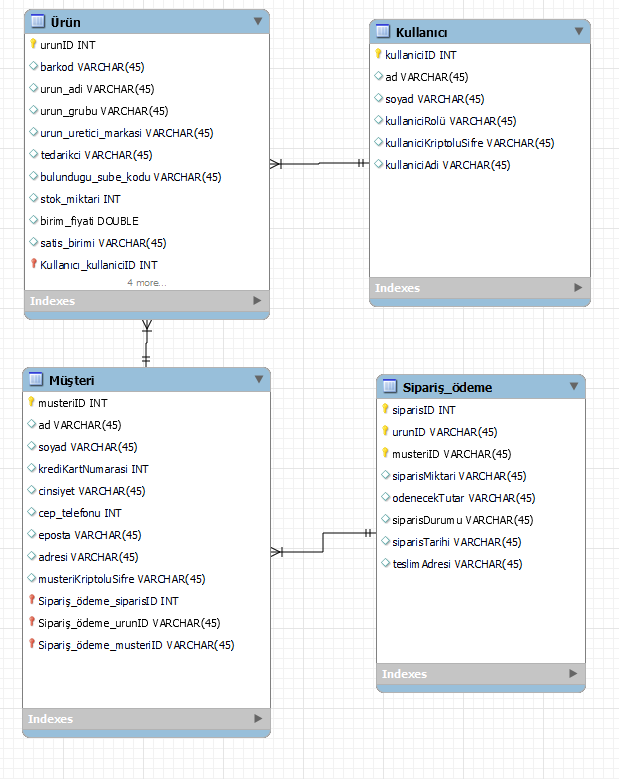 Ürün
urunID INT
barkod VARCHAR(45)
urun_adi VARCHAR(45)
urun_grubu VARCHAR(45)
urun_uretici_markasi VARCHAR(45)
tedarikci VARCHAR(45)
bulundugu_sube_kodu VARCHAR(45)
stok_miktari INT
birim_fiyati DOUBLE
satis_birimi VARCHAR(45)
Kullanıcı_kullaniciID INT
4 more...
Indexes
Kullanıcı
kullaniciID INT
ad VARCHAR(45)
soyad VARCHAR(45)
kullaniciRolü VARCHAR(45)
kullaniciKriptoluSifre VARCHAR(45)
kullaniciAdi VARCHAR(45)
Indexes
Müşteri
musteriID INT
ad VARCHAR(45)
soyad VARCHAR(45)
krediKartNumarasi INT
cinsiyet VARCHAR(45)
cep_telefonu INT
eposta VARCHAR(45)
adresi VARCHAR(45)
musteriKriptoluSifre VARCHAR(45)
Sipariş_ödeme_siparisID INT
Sipariş_ödeme_urunID VARCHAR(45)
Sipariş_ödeme_musteriID VARCHAR(45)
Indexes
Sipariş_ödeme
siparisID INT
urunID VARCHAR(45)
musteriID VARCHAR(45)
siparisMiktari VARCHAR(45)
odenecekTutar VARCHAR(45)
siparisDurumu VARCHAR(45)
siparisTarihi VARCHAR(45)
teslimAdresi VARCHAR(45)
Indexes